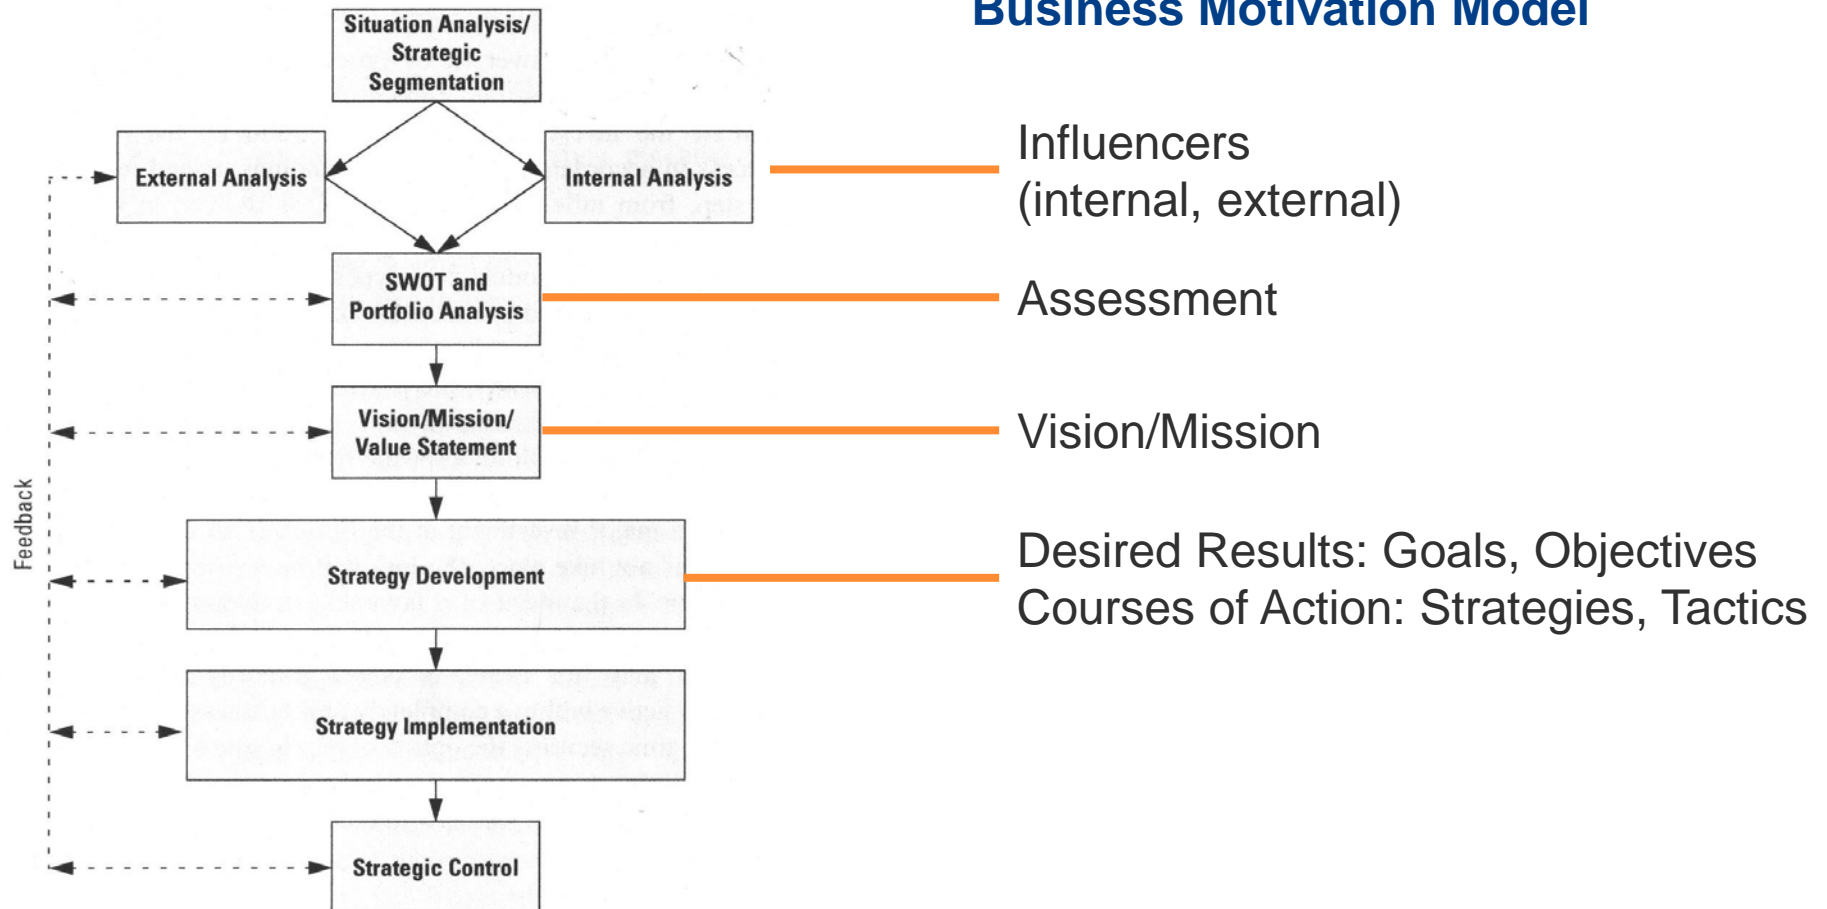 Business Motivation Model
Situation Analysis/
Strategic
Segmentation
External Analysis
Internal Analysis
Influencers
(internal, external)
SWOT and
Portfolio Analysis
Assessment
Vision/Mission/
Value Statement
Vision/Mission
Feedback
Strategy Development
Desired Results: Goals, Objectives
Courses of Action: Strategies, Tactics
Strategy Implementation
Strategic Control